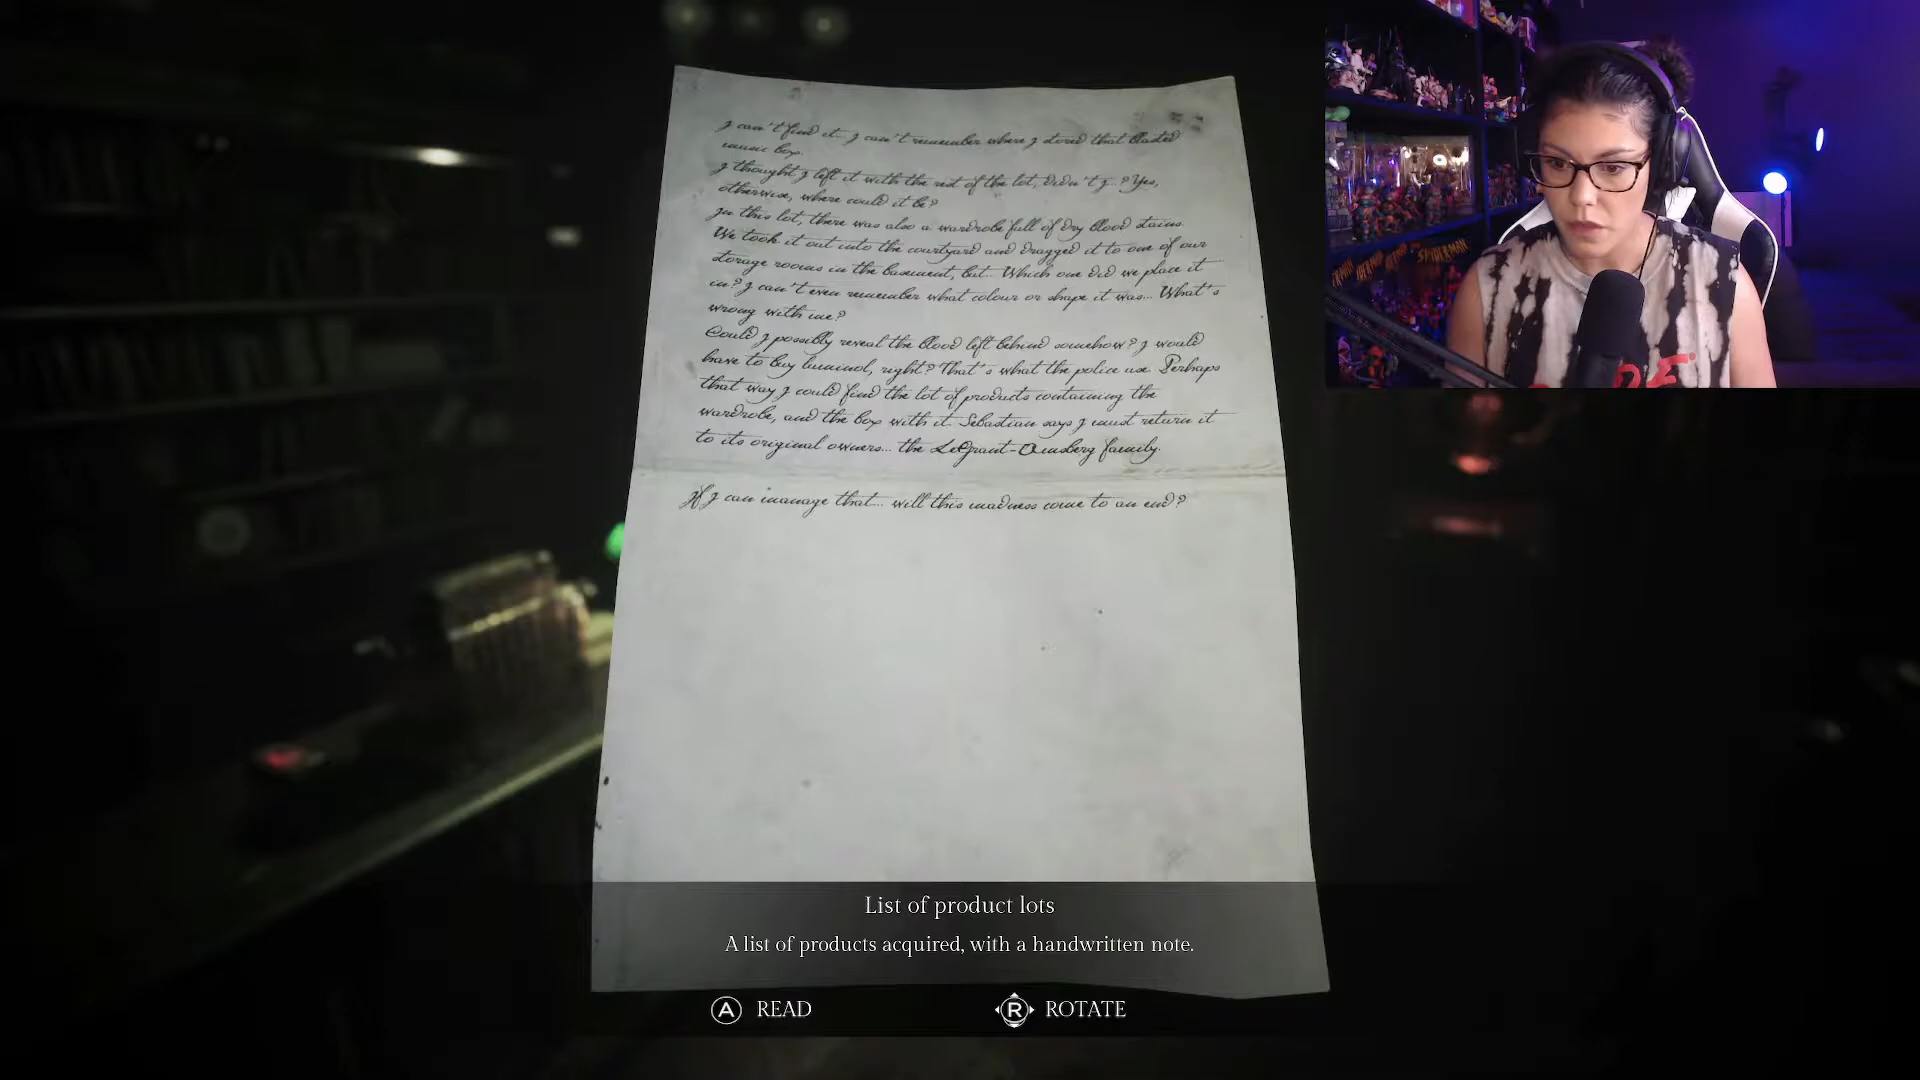 I can't find it. I can't remember where I stored that blasted
music box.
I thought I left it with the rest of the lot, didn't I...? Yes,
otherwise, where could it be?
In this lot, there was also a wardrobe full of dry blood stains.
We took it out into the courtyard and dragged it to one of our
storage rooms in the basement, but... Which one did we place it
in? I can't even remember what colour or shape it was... What's
wrong with me?
Could I possibly reveal the blood left behind somehow? I would
have to buy luminol, right? That's what the police use. Perhaps
that way I could find the lot of products containing the
wardrobe, and the box with it. Sebastian says I must return it
to its original owners... the family.
If I can manage that... will this madness come to an end?
List of product lots
A list of products acquired, with a handwritten note.
A READ
R ROTATE
SPIDER-MAN